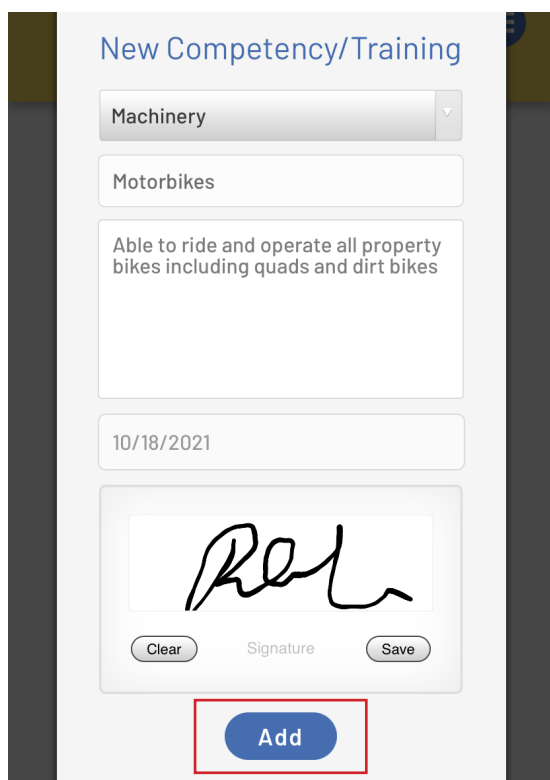 New Competency/Training
Machinery
Motorbikes
Able to ride and operate all property
bikes including quads and dirt bikes
10/18/2021
Clear Signature Save
Add